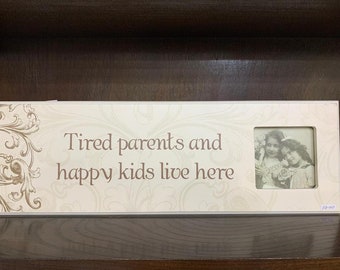 Tired parents and
happy kids live here